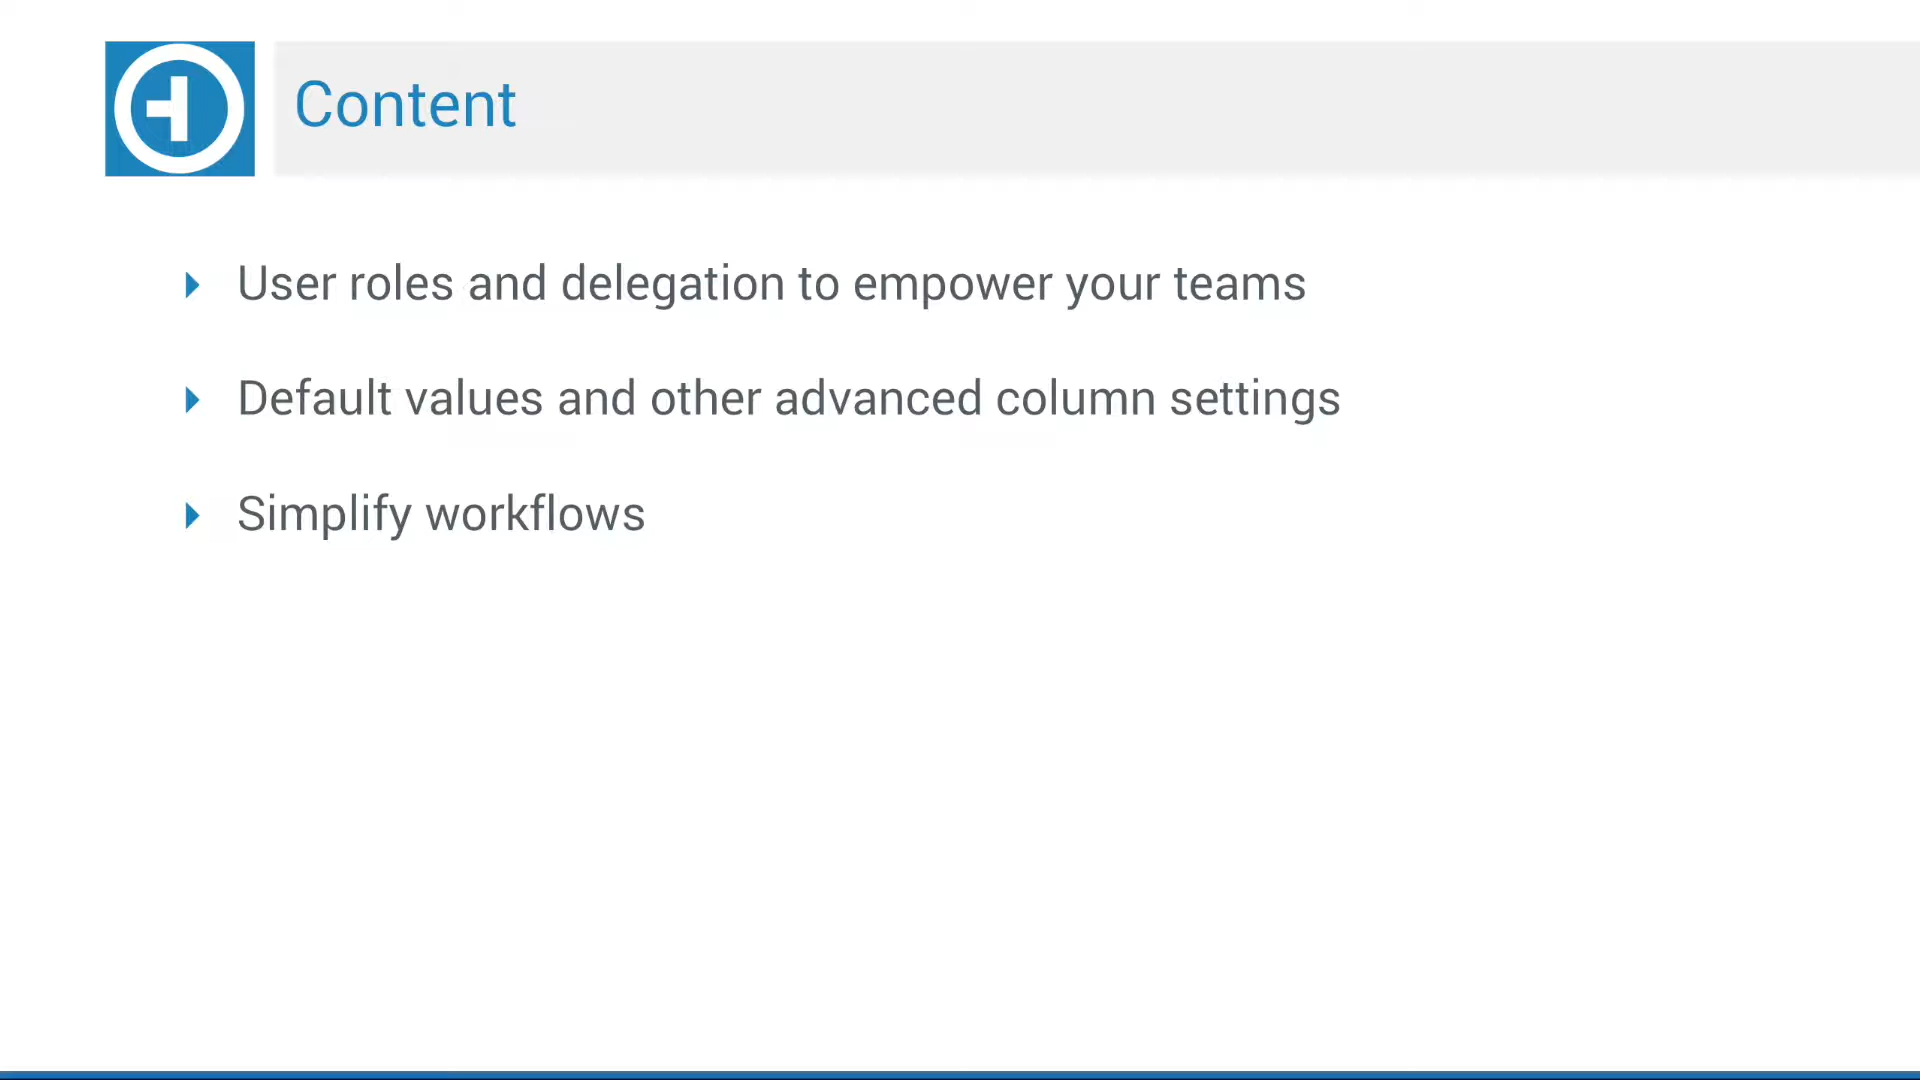 Content
User roles and delegation to empower your teams
Default values and other advanced column settings
Simplify workflows